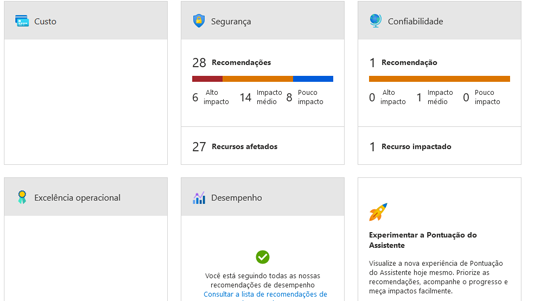 Custo
Segurança
Confiabilidade
28 Recomendações
6 Alto impacto
14 Impacto médio
8 Pouco impacto
27 Recursos afetados
1 Recomendação
0 Alto impacto
1 Impacto médio
0 Pouco impacto
1 Recurso impactado
Excelência operacional
Desempenho
Você está seguindo todas as nossas
recomendações de desempenho
Consultar a lista de recomendações de
Experimentar a Pontuação do
Assistente
Visualize a nova experiência de Pontuação
do Assistente hoje mesmo. Priorize as
recomendações, acompanhe o progresso e
meça impactos facilmente.